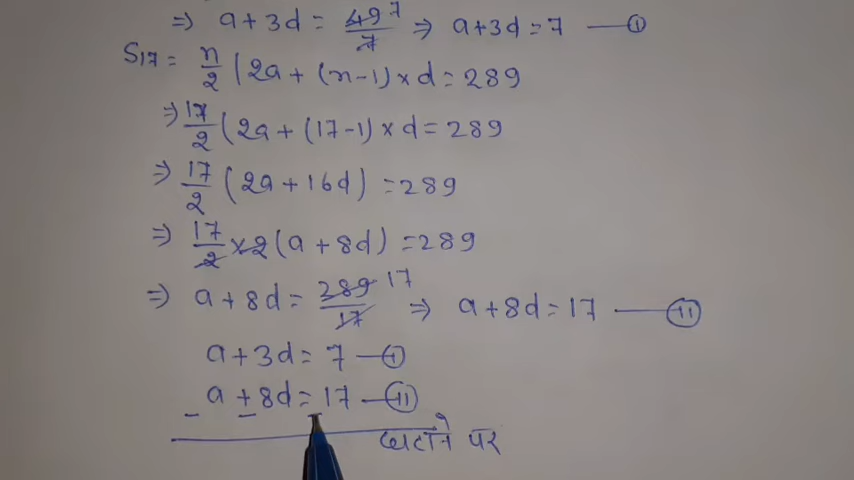 ⇒ a+3d = 49/7 7 ⇒ a+3d=7 —— ①
S17 = n/2 (2a + (n-1)×d = 289
⇒ 17/2 (2a + (17-1)×d = 289
⇒ 17/2 (2a+16d) = 289
⇒ 17/2 ×2 (a + 8d) = 289
⇒ a+8d = 289/17 17 ⇒ a+8d=17 —— ⑪
a+3d = 7 — ①
a + 8d = 17 — ⑪
- - -
घटाने पर